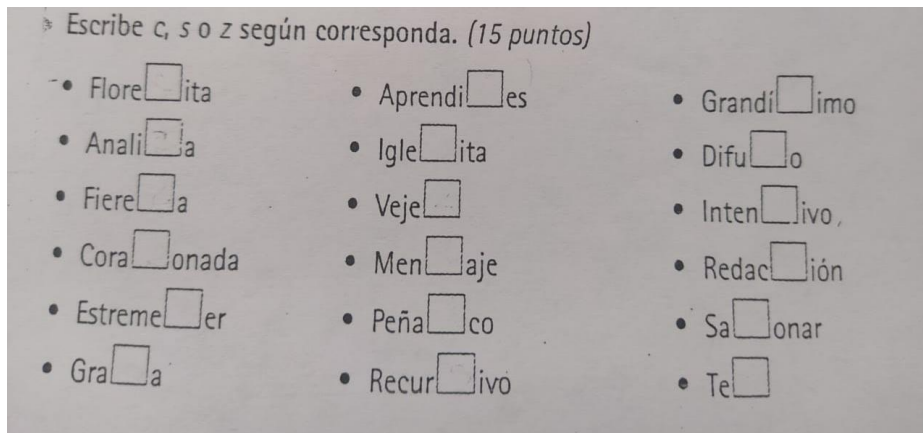 Escribe c, s o z según corresponda. (15 puntos)
• Flore□ita
• Anali□a
• Fiere□a
• Cora□onada
• Estreme□er
• Gra□a
• Aprendi□es
• Igle□ita
• Veje□
• Men□aje
• Peña□co
• Recur□ivo
• Grandí□imo
• Difu□o
• Inten□ivo
• Redac□ión
• Sa□onar
• Te□